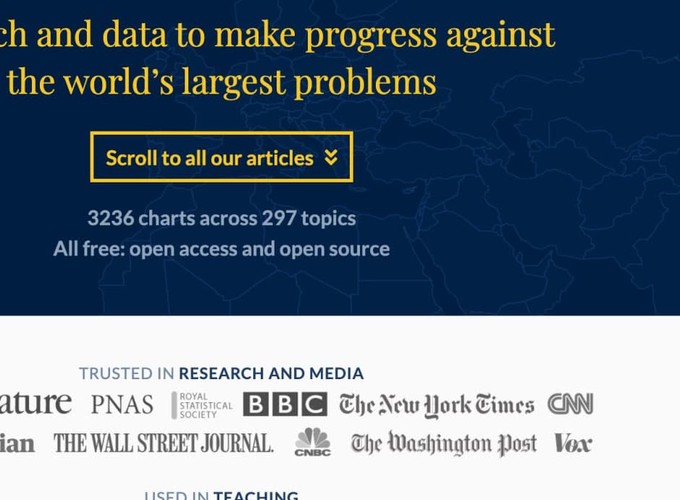 ch and data to make progress against
the world's largest problems
Scroll to all our articles
3236 charts across 297 topics
All free: open access and open source
TRUSTED IN RESEARCH AND MEDIA
ature PNAS ROYAL STATISTICAL SOCIETY BBC The New York Times CNN
ian THE WALL STREET JOURNAL. CNBC The Washington Post Vox
USED IN TEACHING